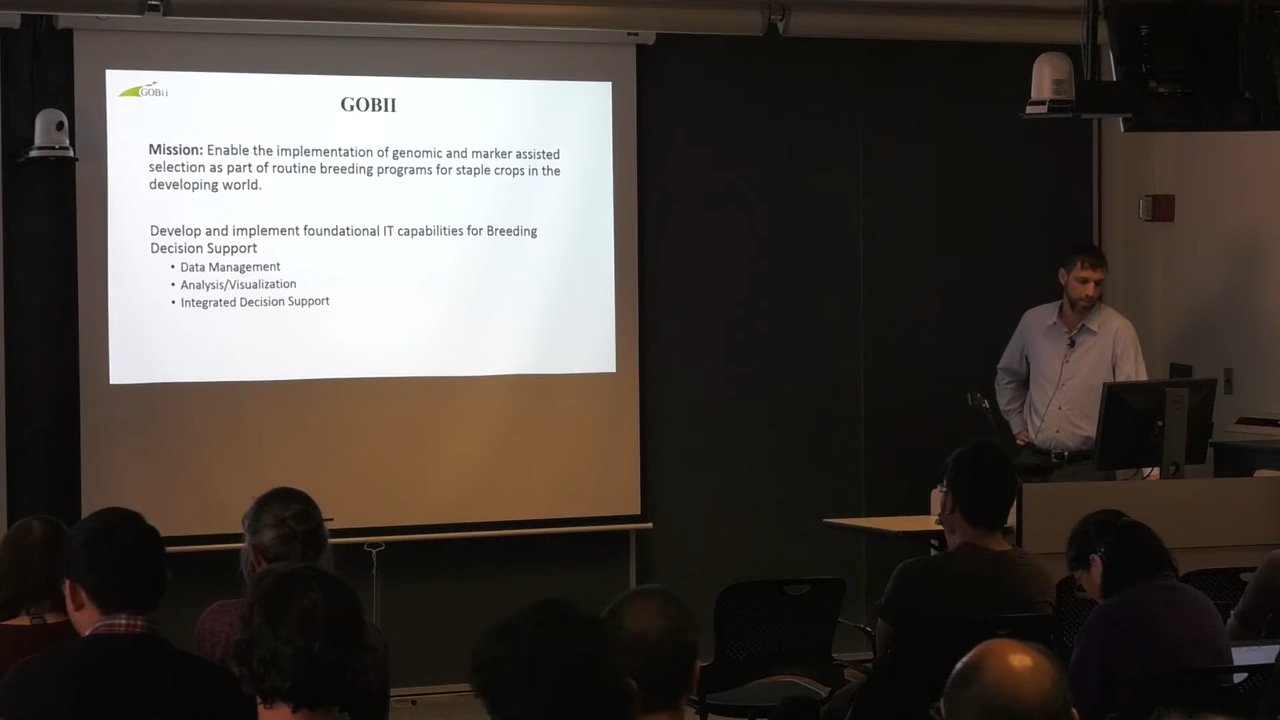 GOBii
GOBII
Mission: Enable the implementation of genomic and marker assisted
selection as part of routine breeding programs for staple crops in the
developing world.
Develop and implement foundational IT capabilities for Breeding
Decision Support
• Data Management
• Analysis/Visualization
• Integrated Decision Support